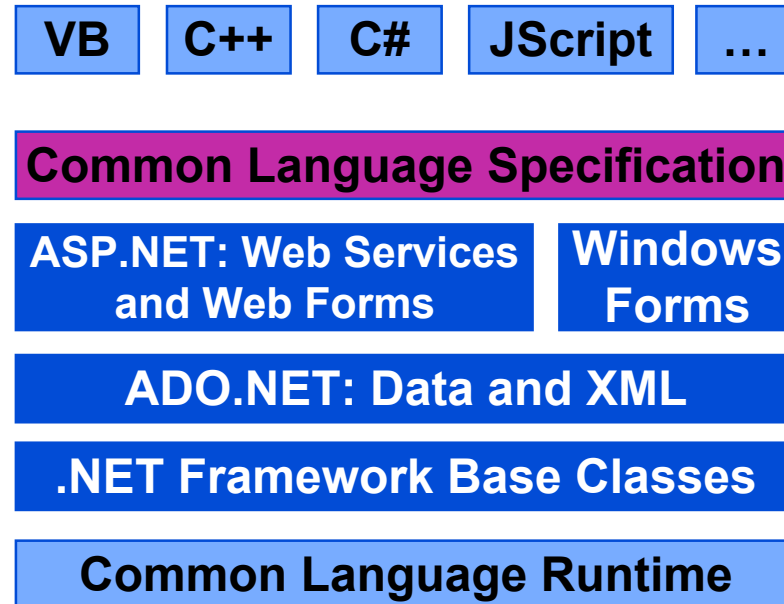 VB C++ C# JScript …
Common Language Specification
ASP.NET: Web Services
and Web Forms
Windows
Forms
ADO.NET: Data and XML
.NET Framework Base Classes
Common Language Runtime